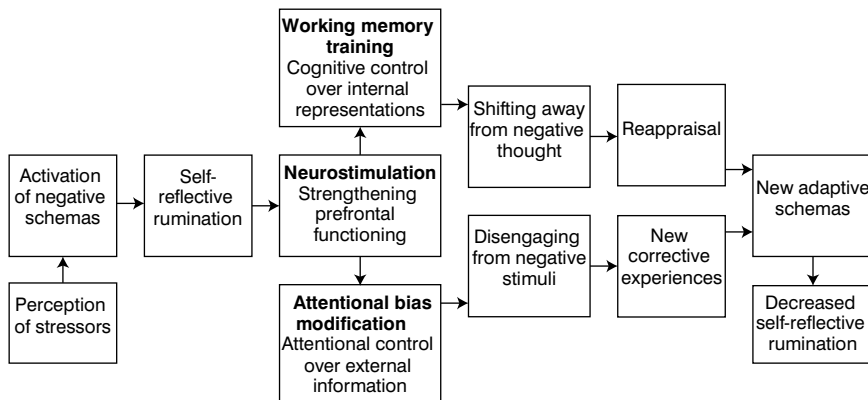 Working memory
training
Cognitive control
over internal
representations
Shifting away
from negative
thought
Reappraisal
Activation
of negative
schemas
Self-
reflective
rumination
Neurostimulation
Strengthening
prefrontal
functioning
New adaptive
schemas
Disengaging
from negative
stimuli
New
corrective
experiences
Perception
of stressors
Attentional bias
modification
Attentional control
over external
information
Decreased
self-reflective
rumination